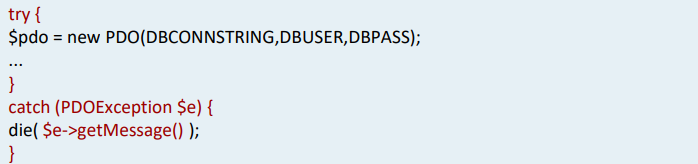 try {
$pdo = new PDO(DBCONNSTRING,DBUSER,DBPASS);
...
}
catch (PDOException $e) {
die( $e->getMessage() );
}